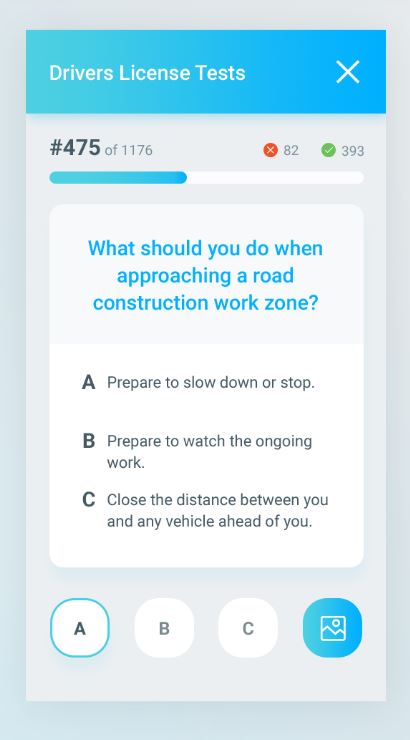 Drivers License Tests
#475 of 1176 82 393
What should you do when
approaching a road
construction work zone?
A Prepare to slow down or stop.
B Prepare to watch the ongoing
work.
C Close the distance between you
and any vehicle ahead of you.
A B C